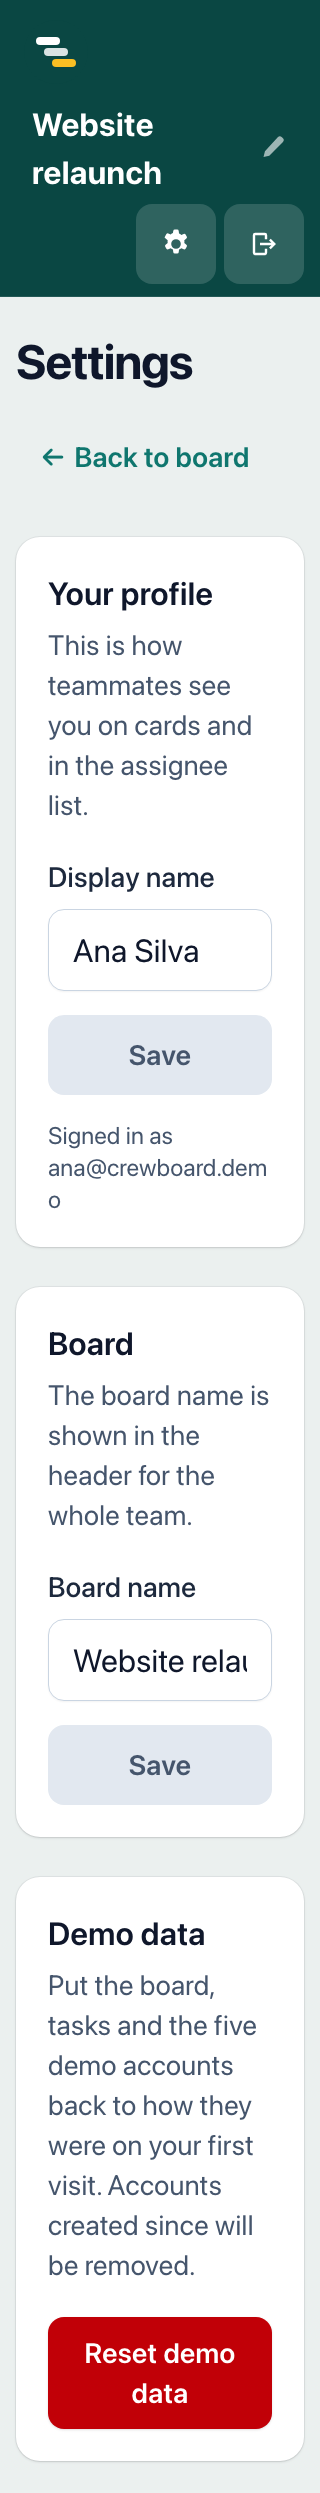 Website
relaunch
Settings
← Back to board
Your profile
This is how
teammates see
you on cards and
in the assignee
list.
Display name
Ana Silva
Save
Signed in as
ana@crewboard.dem
o
Board
The board name is
shown in the
header for the
whole team.
Board name
Website relau
Save
Demo data
Put the board,
tasks and the five
demo accounts
back to how they
were on your first
visit. Accounts
created since will
be removed.
Reset demo
data